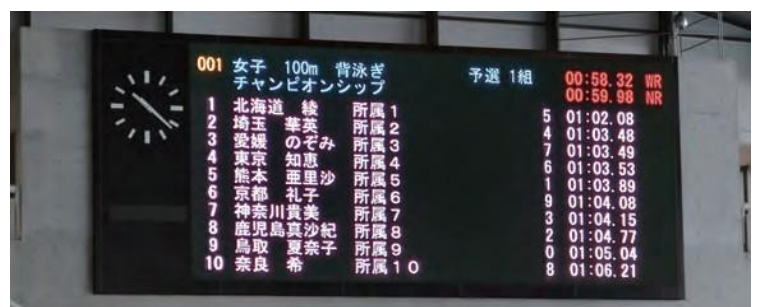 001 女子 100m 背泳ぎ 予選 1組 00:58.32 WR
チャンピオンシップ 00:59.98 NR
1 北海道 綾 所属1 5 01:02.08
2 埼玉 華英 所属2 4 01:03.48
3 愛媛 のぞみ 所属3 7 01:03.49
4 東京 知恵 所属4 6 01:03.53
5 熊本 亜里沙 所属5 1 01:03.89
6 京都 礼子 所属6 9 01:04.08
7 神奈川貴美 所属7 3 01:04.15
8 鹿児島真沙紀 所属8 2 01:04.77
9 鳥取 夏奈子 所属9 0 01:05.04
10 奈良 希 所属10 8 01:06.21